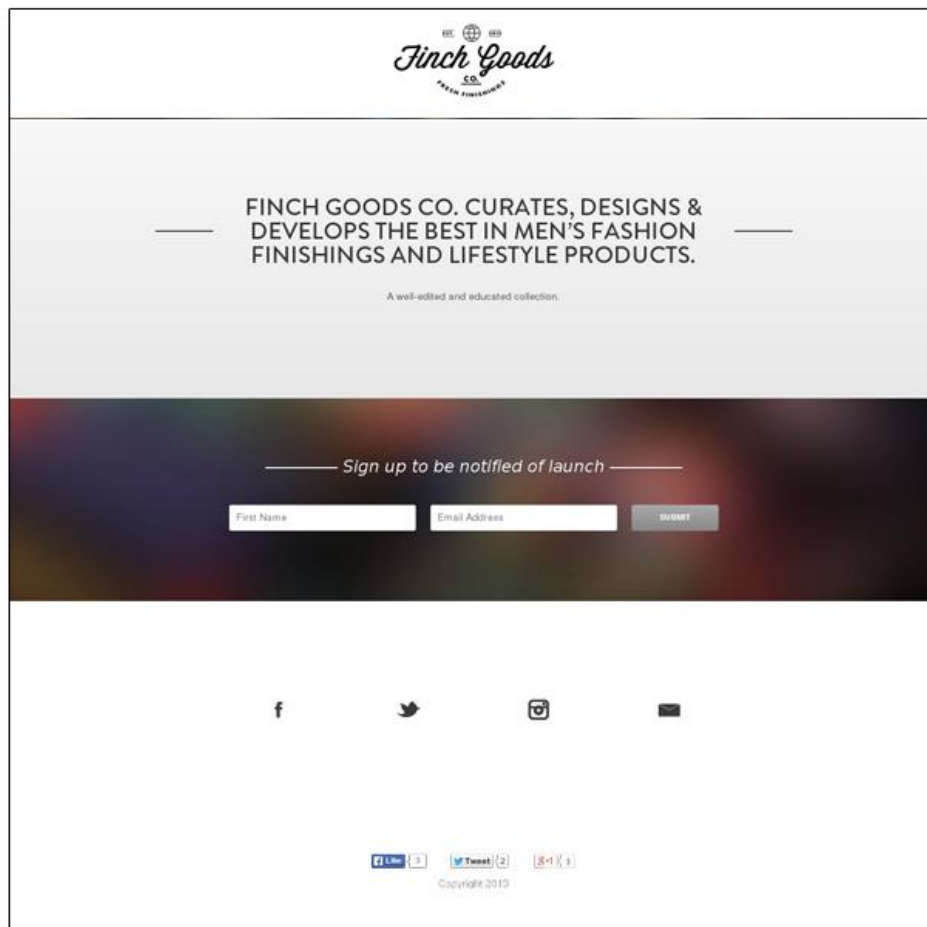 EST.
Finch Goods
CO.
FRESH FINISHINGS
FINCH GOODS CO. CURATES, DESIGNS &
DEVELOPS THE BEST IN MEN'S FASHION
FINISHINGS AND LIFESTYLE PRODUCTS.
A well-edited and educated collection.
Sign up to be notified of launch
First Name
Email Address
SUBMIT
f
f Like 3
Tweet 2
g+1
Copyright 2013